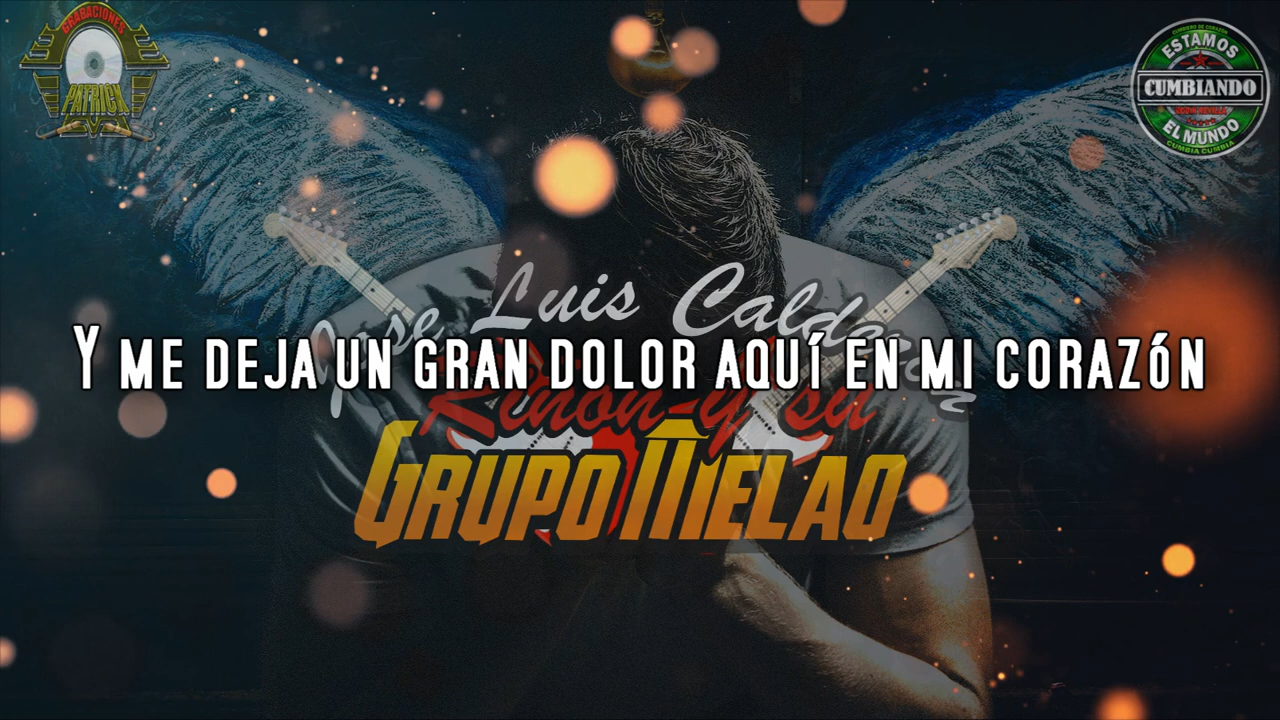 GRABACIONES
PATRICK
ESTAMOS
CUMBIANDO
EL MUNDO
CUMBIA CUMBIA
Jose Luis Calderon
Y ME DEJA UN GRAN DOLOR AQUÍ EN MI CORAZÓN
Riñon-y su
GRUPO MELAO